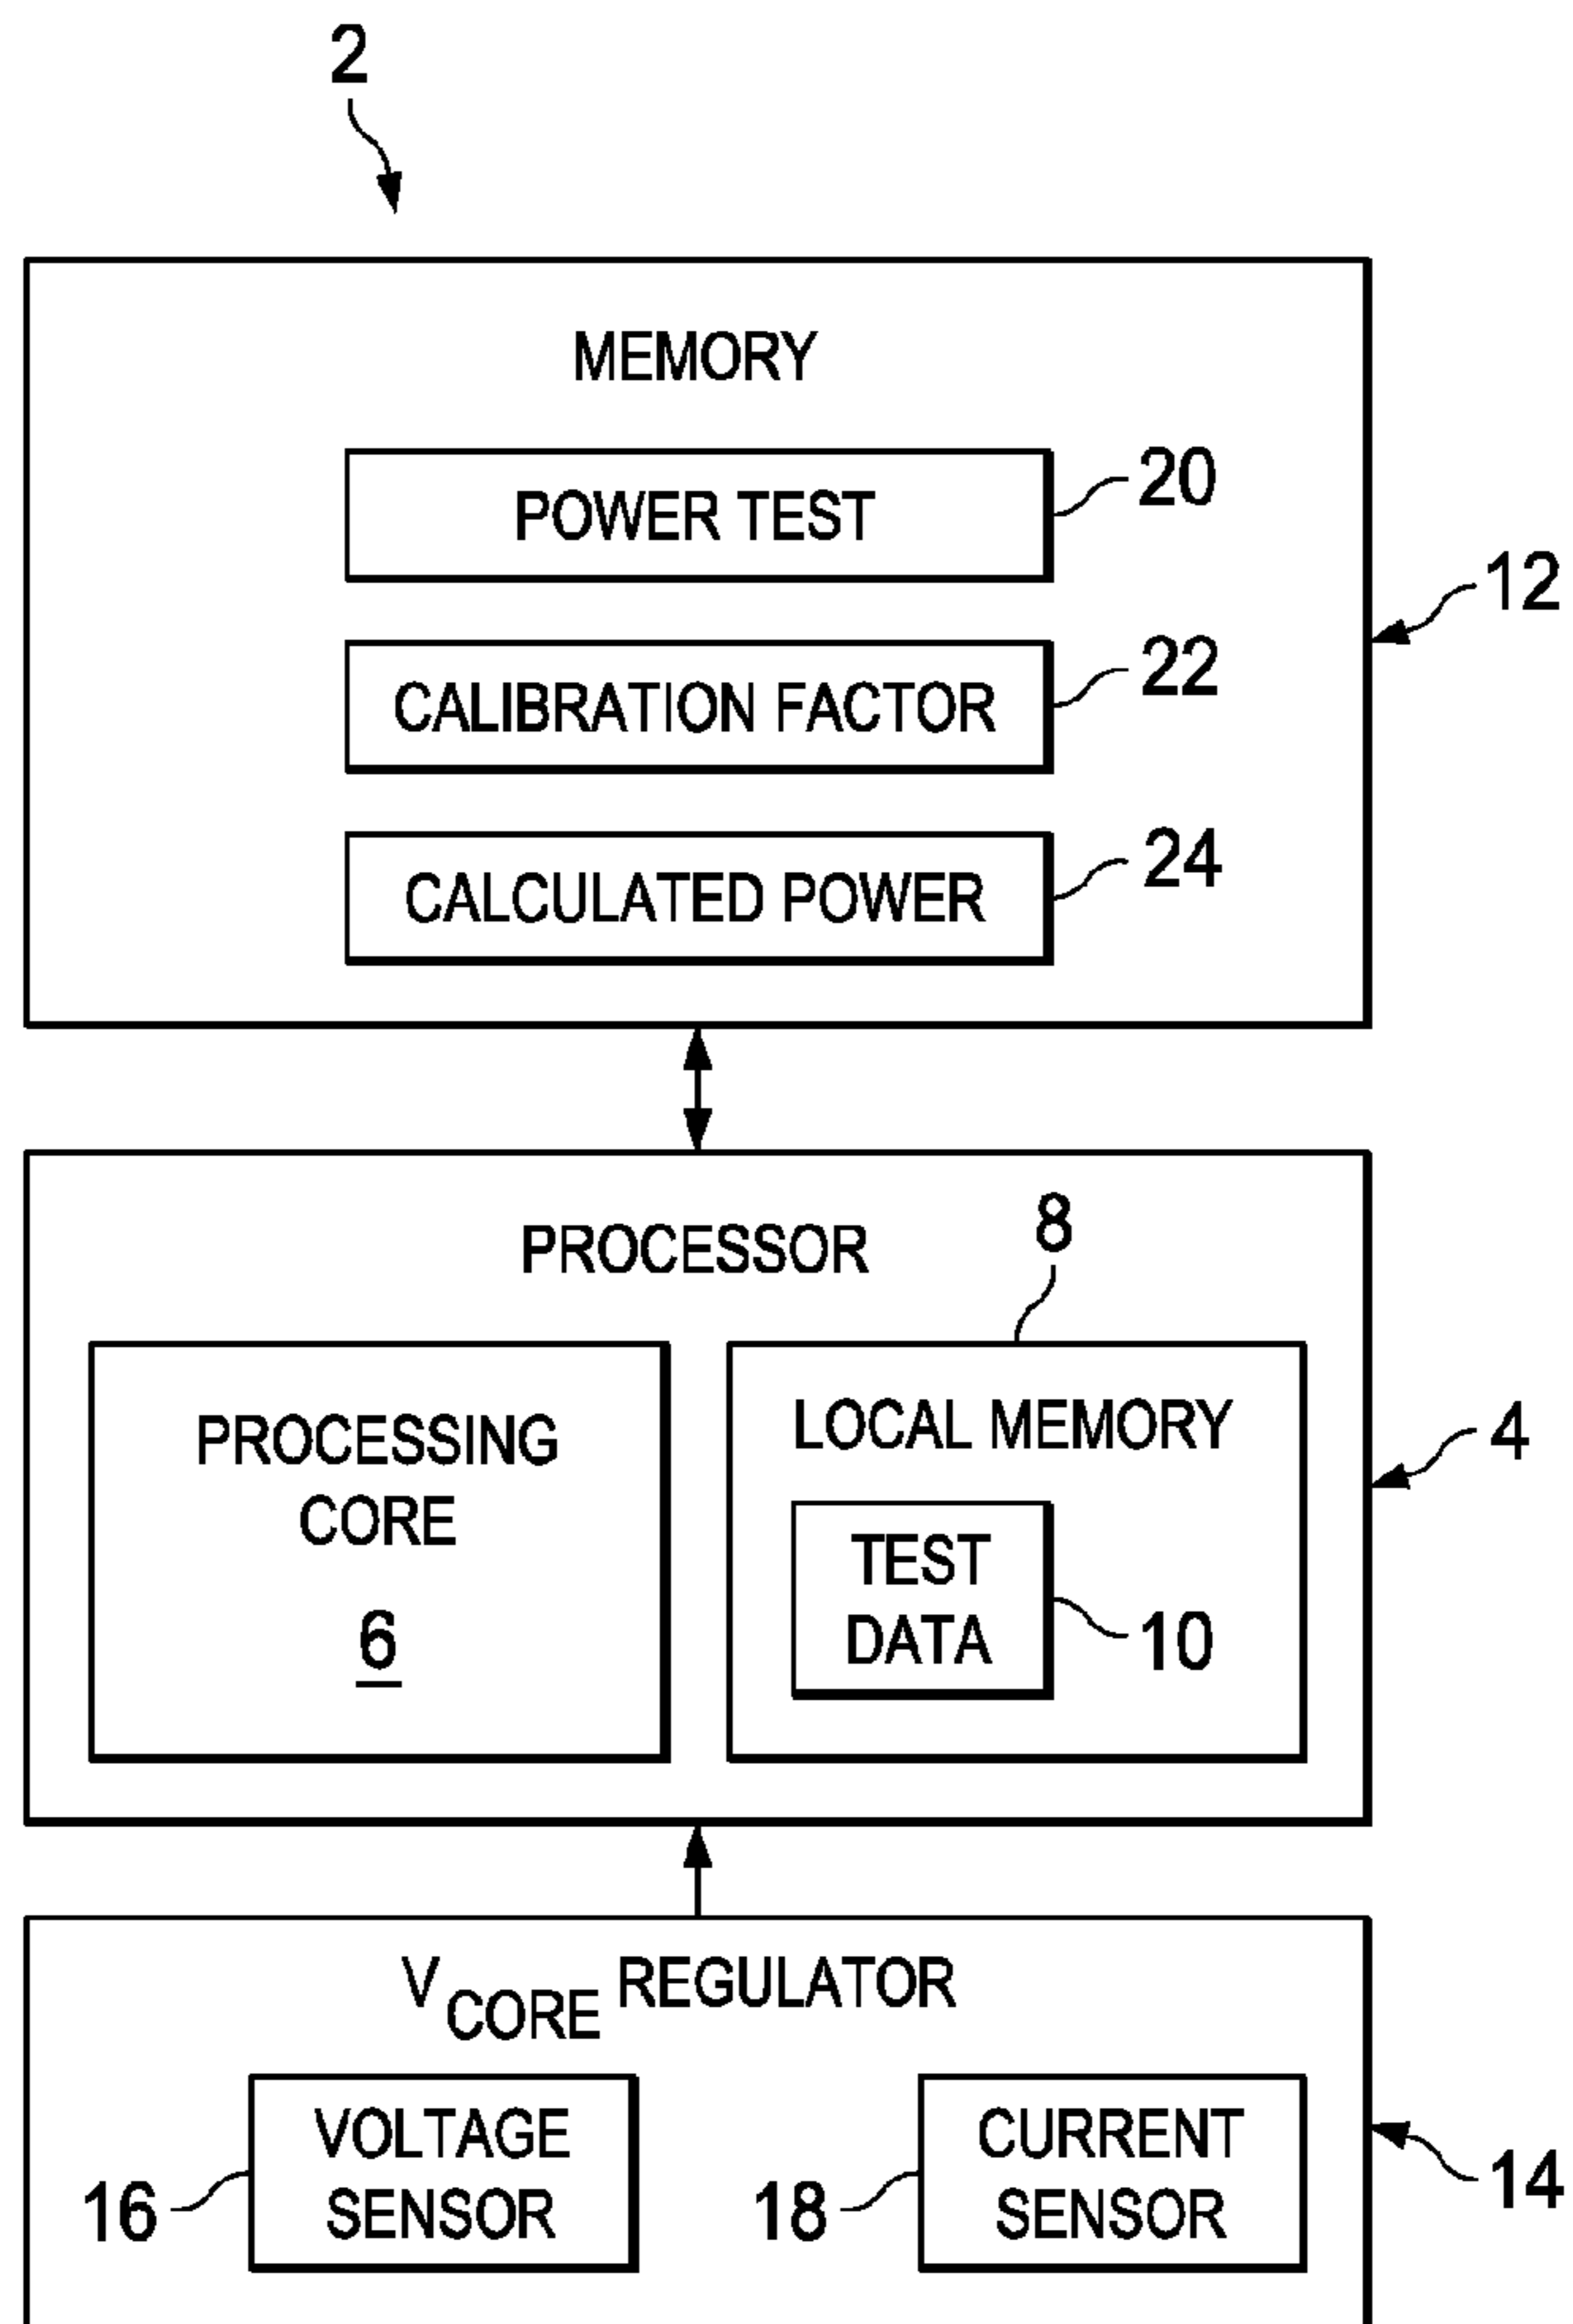 2
MEMORY
POWER TEST
20
12
CALIBRATION FACTOR
22
CALCULATED POWER
24
PROCESSOR
8
PROCESSING
CORE
6
LOCAL MEMORY
4
TEST
DATA
10
VCORE REGULATOR
VOLTAGE
SENSOR
16
CURRENT
SENSOR
18
14